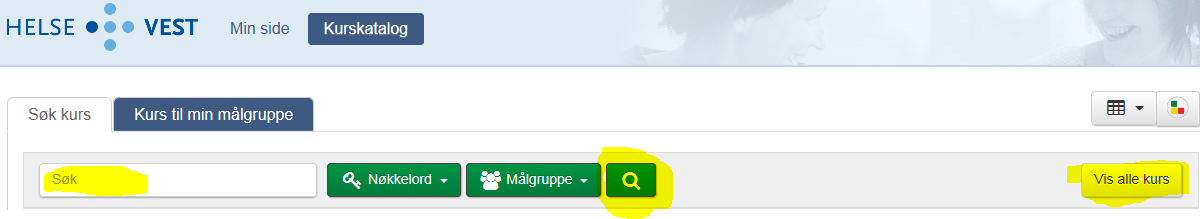 HELSE VEST Min side Kurskatalog
Søk kurs Kurs til min målgruppe
Søk Nøkkelord Målgruppe Vis alle kurs